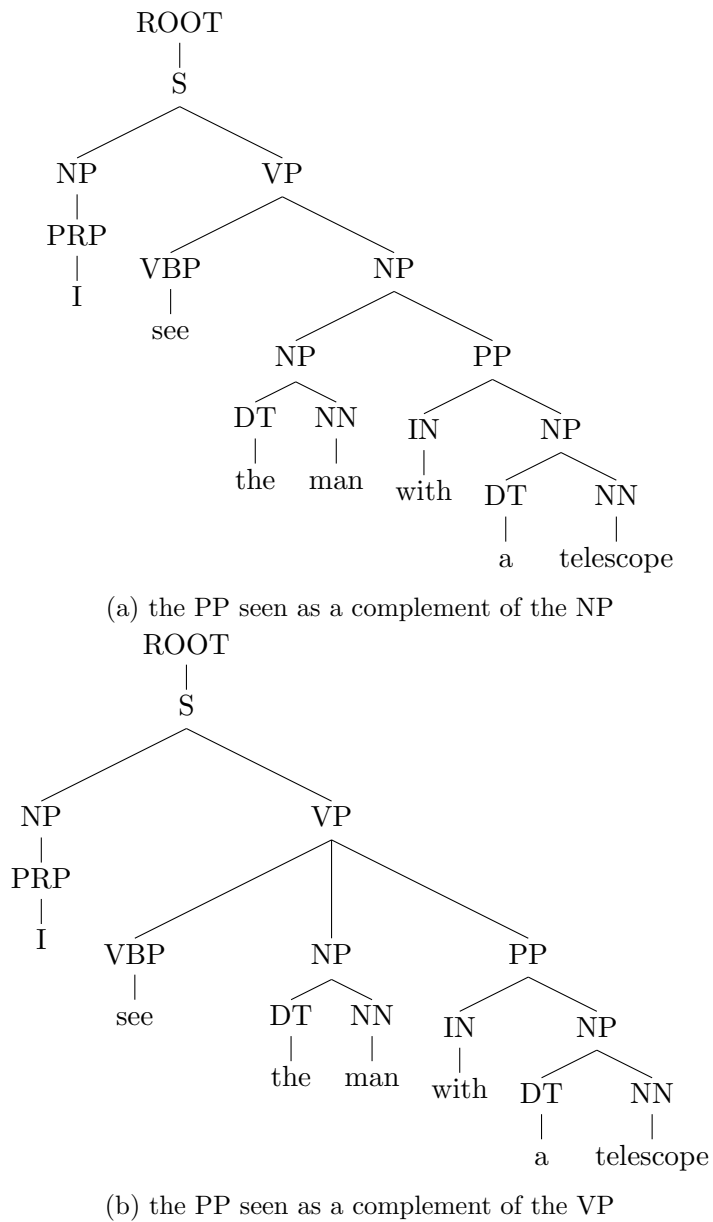 ROOT
S
NP VP
PRP
VBP NP
I
see
NP PP
DT NN IN NP
the man with
DT NN
a telescope
(a) the PP seen as a complement of the NP
ROOT
S
NP VP
PRP
I
VBP NP PP
see
DT NN IN NP
the man with
DT NN
a telescope
(b) the PP seen as a complement of the VP